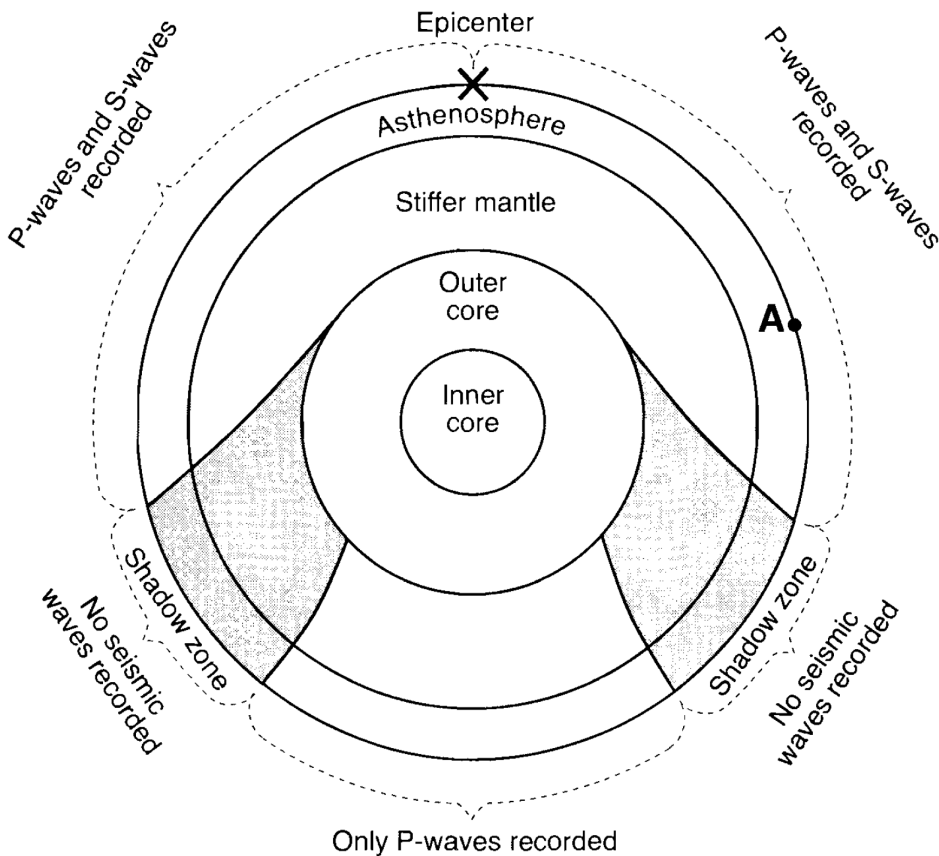 Epicenter
P-waves and S-waves
recorded
P-waves and S-waves
recorded
Asthenosphere
Stiffer mantle
Outer
core
A
Inner
core
Shadow zone
No seismic
waves recorded
Shadow zone
No seismic
waves recorded
Only P-waves recorded